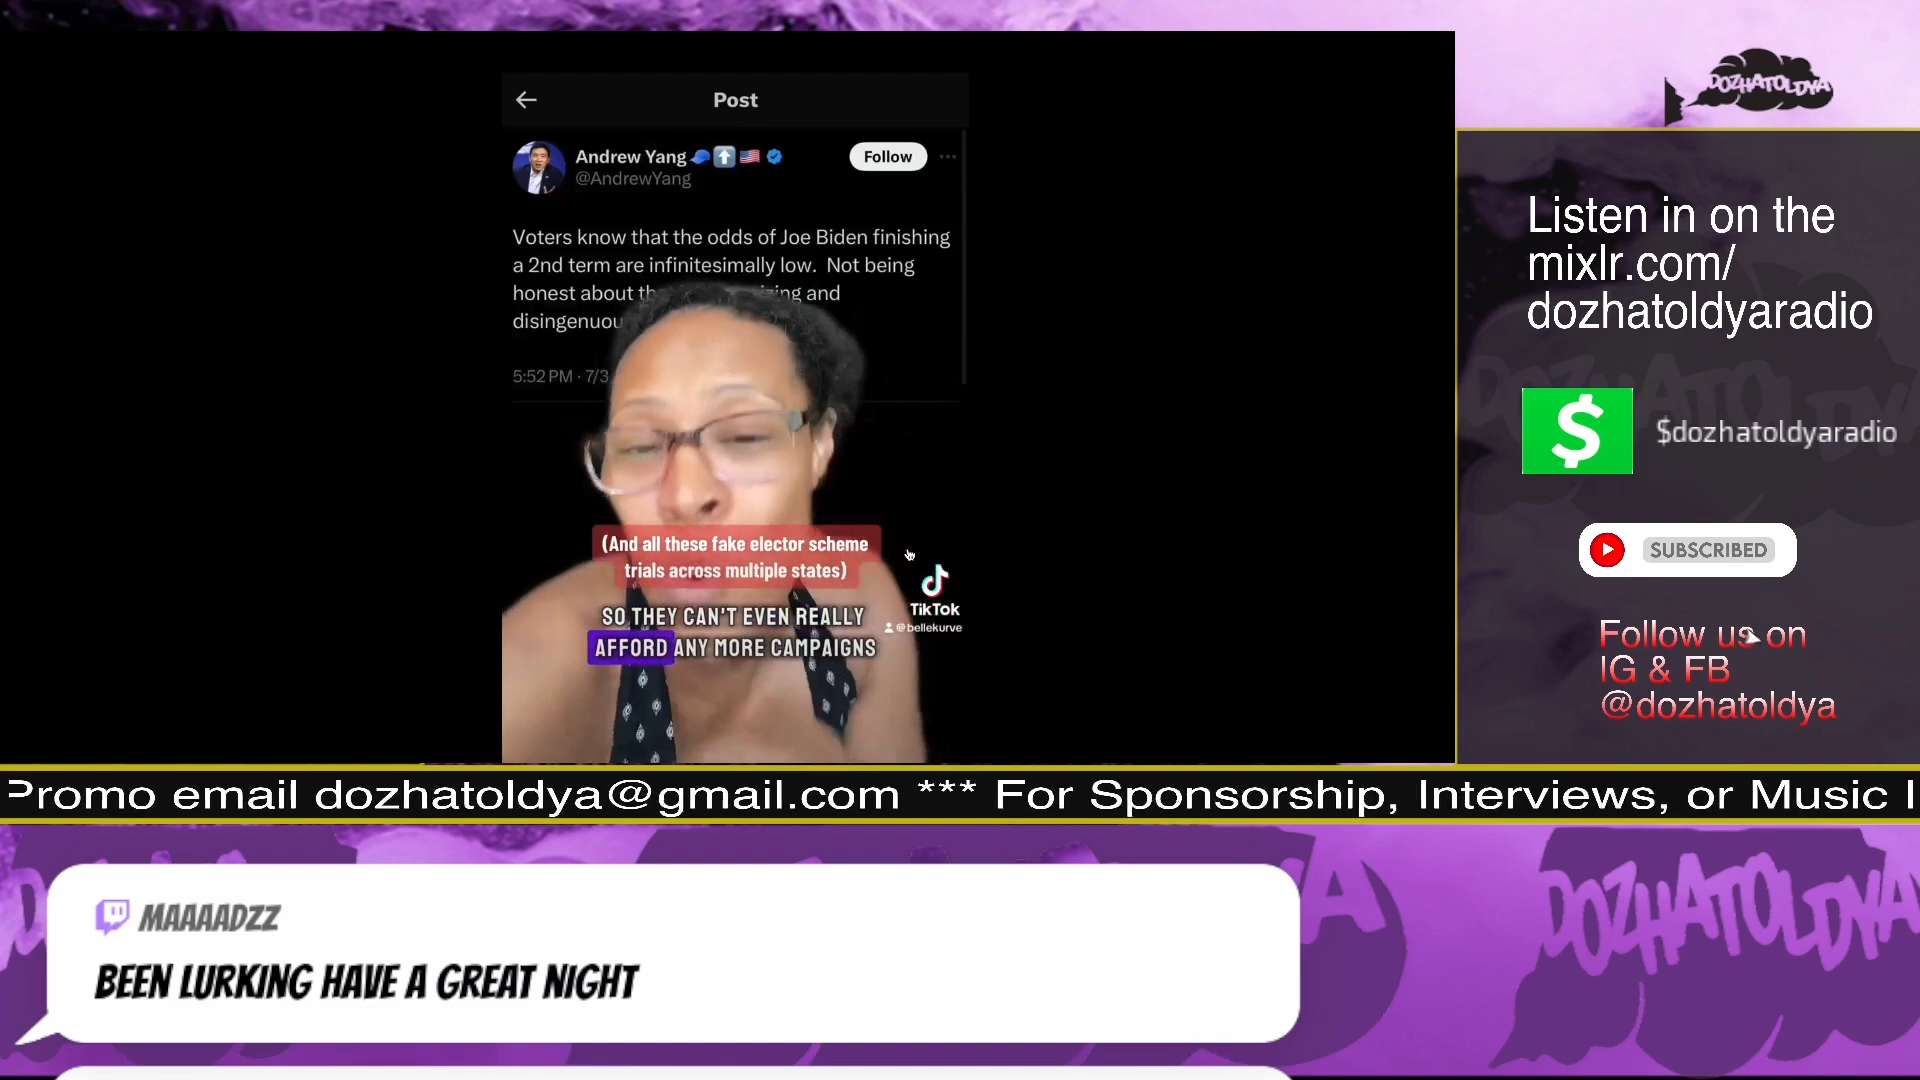 DOZHATOLDYA
Post
Andrew Yang
Follow
@AndrewYang
Voters know that the odds of Joe Biden finishing
a 2nd term are infinitesimally low. Not being
honest about and
disingenuou
5:52 PM · 7/3
(And all these fake elector scheme
trials across multiple states)
SO THEY CAN'T EVEN REALLY
AFFORD ANY MORE CAMPAIGNS
TikTok
@bellekurve
Listen in on the
mixlr.com/
dozhatoldyaradio
$dozhatoldyaradio
SUBSCRIBED
Follow us on
IG & FB
@dozhatoldya
Promo email dozhatoldya@gmail.com *** For Sponsorship, Interviews, or Music
MAAAADZZ
BEEN LURKING HAVE A GREAT NIGHT
DOZHATOLDYA